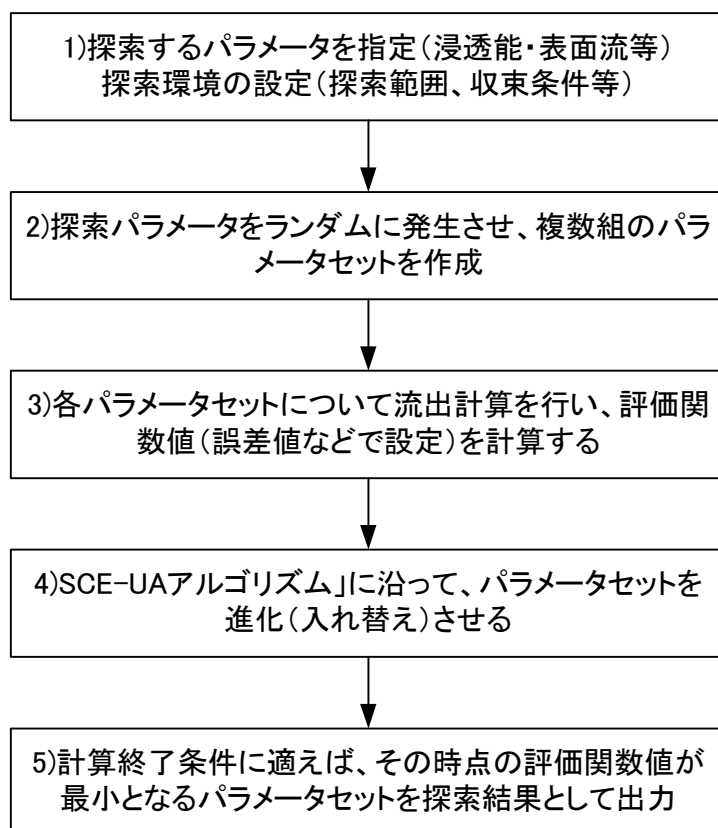 1)探索するパラメータを指定(浸透能・表面流等)
探索環境の設定(探索範囲、収束条件等)
2)探索パラメータをランダムに発生させ、複数組のパラ
メータセットを作成
3)各パラメータセットについて流出計算を行い、評価関
数値(誤差値などで設定)を計算する
4)SCE-UAアルゴリズム」に沿って、パラメータセットを
進化(入れ替え)させる
5)計算終了条件に適えば、その時点の評価関数値が
最小となるパラメータセットを探索結果として出力